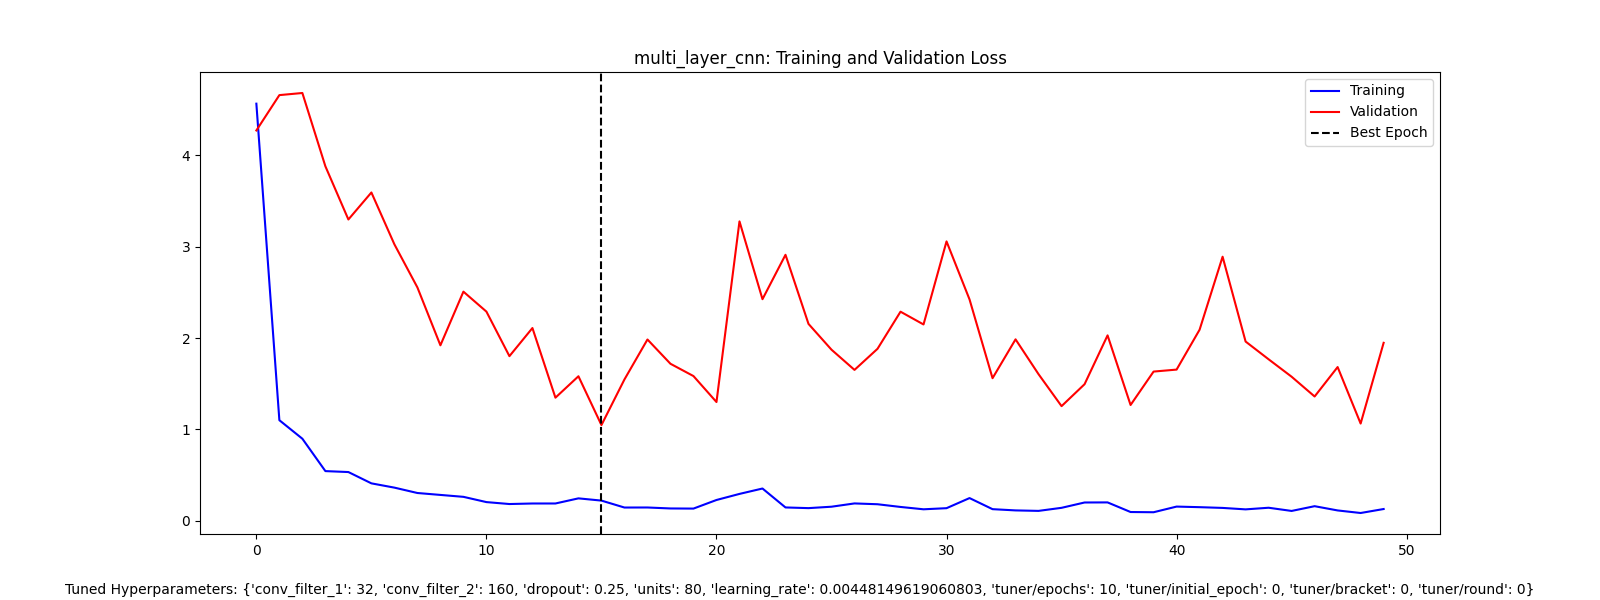 multi_layer_cnn: Training and Validation Loss
Training
Validation
Best Epoch
4
3
2
1
0
0 10 20 30 40 50
Tuned Hyperparameters: {'conv_filter_1': 32, 'conv_filter_2': 160, 'dropout': 0.25, 'units': 80, 'learning_rate': 0.00448149619060803, 'tuner/epochs': 10, 'tuner/initial_epoch': 0, 'tuner/bracket': 0, 'tuner/round': 0}